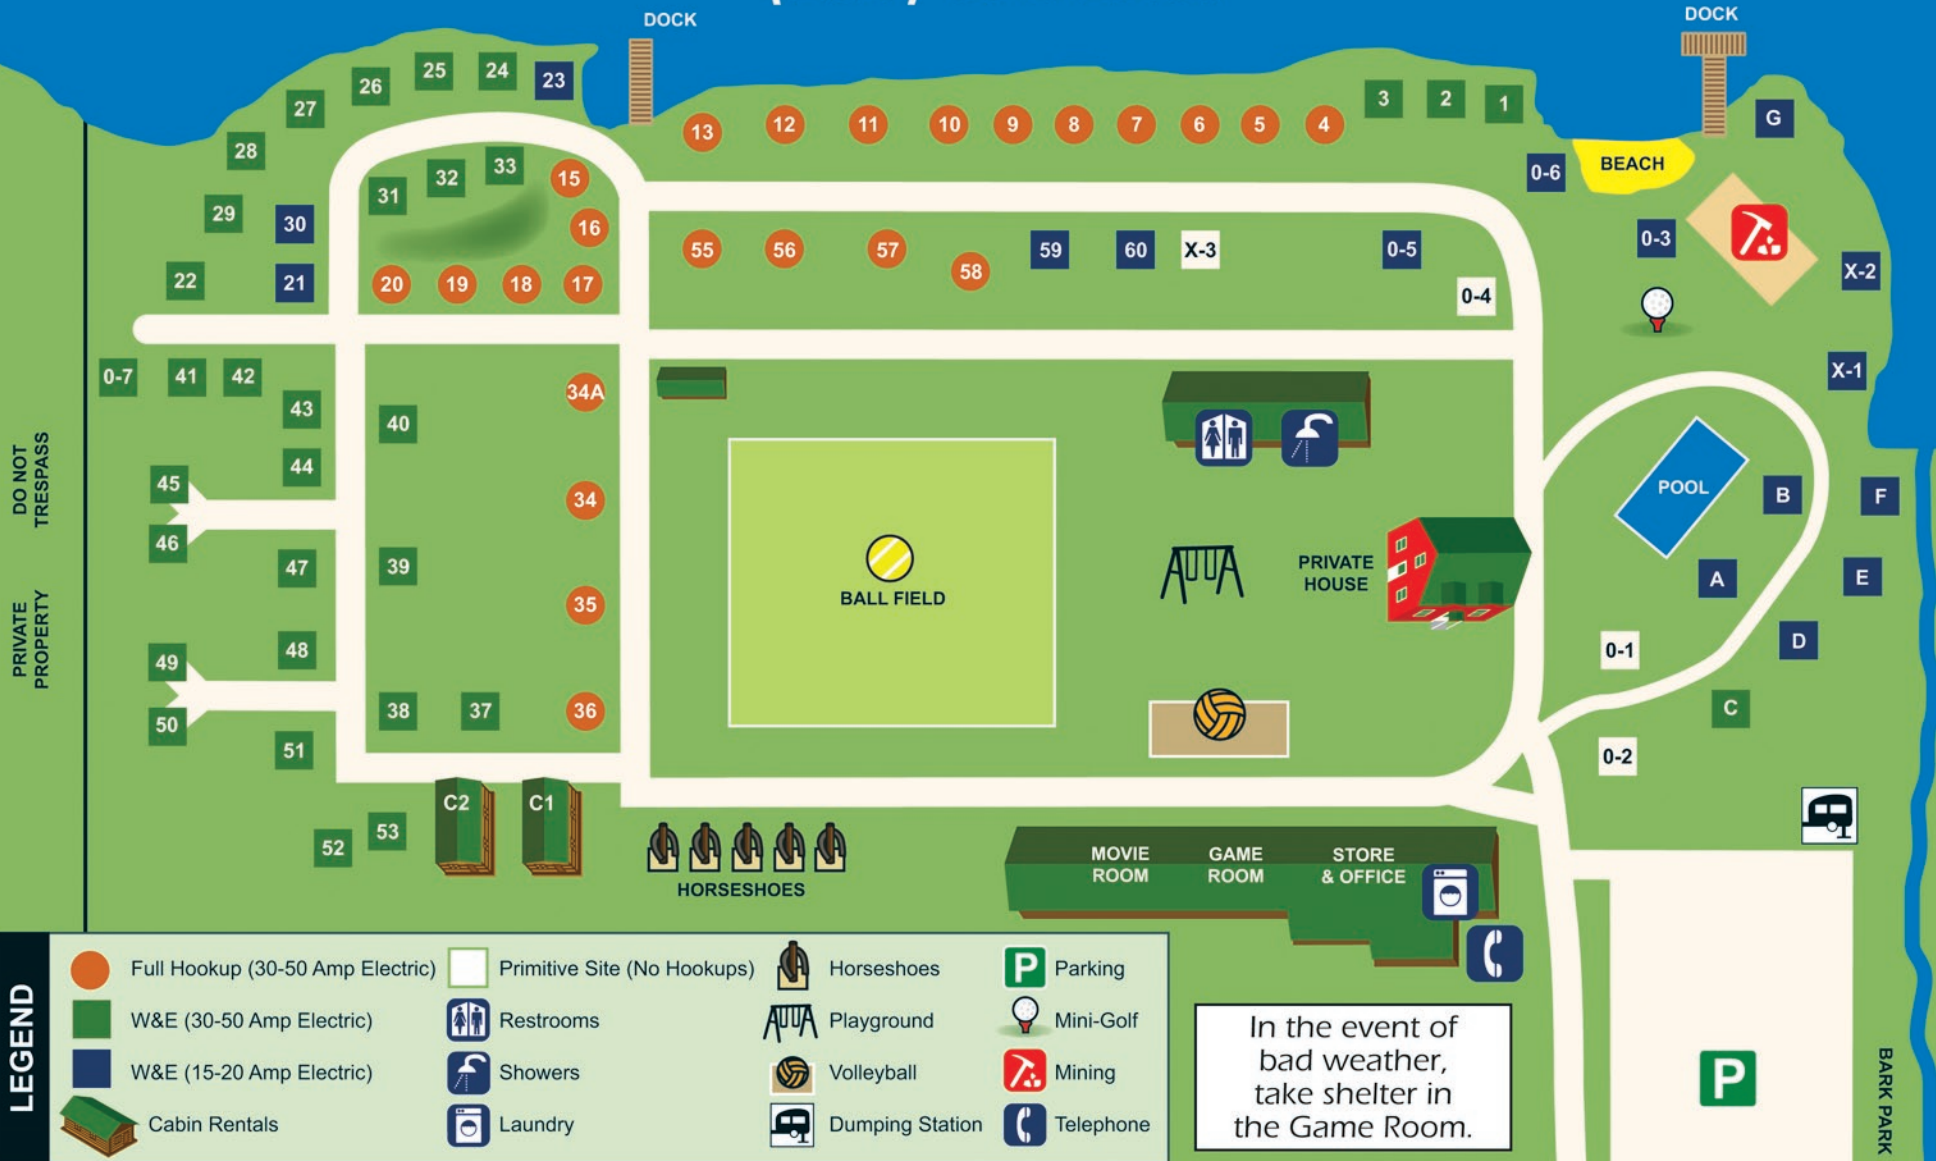 DOCK
DOCK
26
25
24
23
27
28
13
12
11
10
9
8
7
6
5
4
3
2
1
G
0-6
BEACH
31
32
33
15
29
30
16
55
56
57
58
59
60
X-3
0-5
0-4
0-3
X-2
22
21
20
19
18
17
0-7
41
42
43
34A
X-1
40
44
45
46
34
POOL
B
F
DO NOT
TRESPASS
47
39
35
BALL FIELD
PRIVATE
HOUSE
A
E
PRIVATE
PROPERTY
48
49
50
38
37
36
0-1
D
C
51
0-2
C2
C1
52
53
HORSESHOES
MOVIE
ROOM
GAME
ROOM
STORE
& OFFICE
LEGEND
Full Hookup (30-50 Amp Electric)
W&E (30-50 Amp Electric)
W&E (15-20 Amp Electric)
Cabin Rentals
Primitive Site (No Hookups)
Restrooms
Showers
Laundry
Horseshoes
Playground
Volleyball
Dumping Station
P
Parking
Mini-Golf
Mining
Telephone
In the event of
bad weather,
take shelter in
the Game Room.
P
BARK PARK